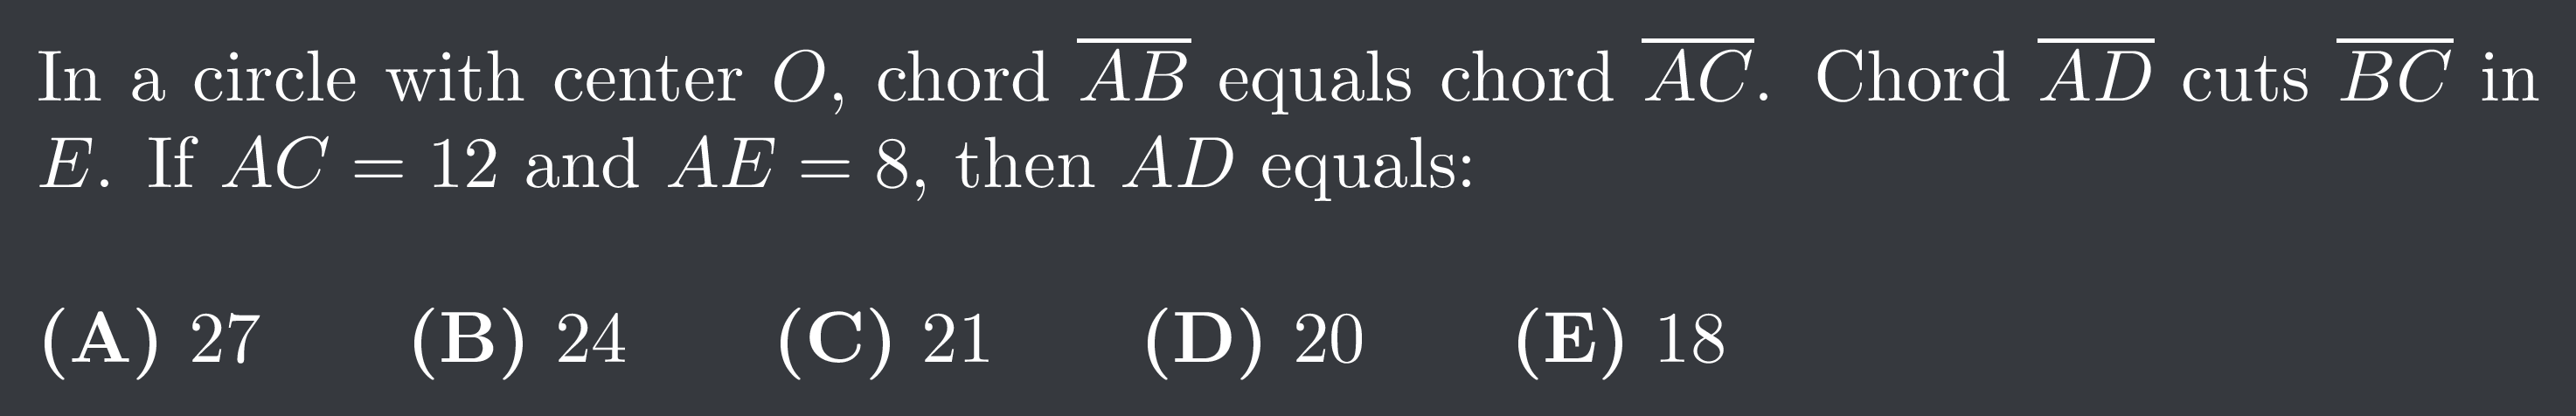 In a circle with center $O$, chord $\overline{AB}$ equals chord $\overline{AC}$. Chord $\overline{AD}$ cuts $\overline{BC}$ in
$E$. If $AC = 12$ and $AE = 8$, then $AD$ equals:
(A) 27 (B) 24 (C) 21 (D) 20 (E) 18